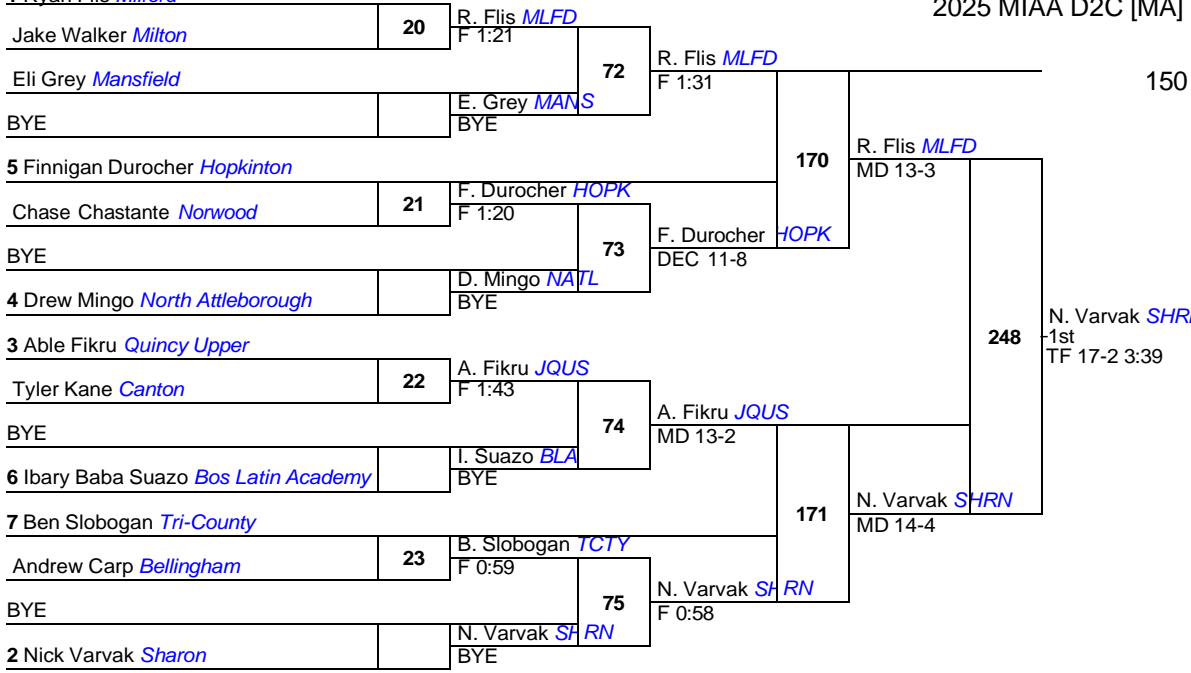 2025 MIAA D2C [MA]
150
Jake Walker Milton
20
R. Flis MLFD
F 1:21
Eli Grey Mansfield
72
R. Flis MLFD
F 1:31
E. Grey MANS
BYE
BYE
5 Finnigan Durocher Hopkinton
170
R. Flis MLFD
MD 13-3
Chase Chastante Norwood
21
F. Durocher HOPK
F 1:20
BYE
73
F. Durocher HOPK
DEC 11-8
D. Mingo NATL
BYE
4 Drew Mingo North Attleborough
3 Able Fikru Quincy Upper
248
N. Varvak
1st
TF 17-2 3:39
Tyler Kane Canton
22
A. Fikru JQUS
F 1:43
BYE
74
A. Fikru JQUS
MD 13-2
I. Suazo BLA
BYE
6 Ibary Baba Suazo Bos Latin Academy
7 Ben Slobogan Tri-County
171
N. Varvak SHRN
MD 14-4
Andrew Carp Bellingham
23
B. Slobogan TCTY
F 0:59
BYE
75
N. Varvak SHRN
F 0:58
N. Varvak SHRN
BYE
2 Nick Varvak Sharon